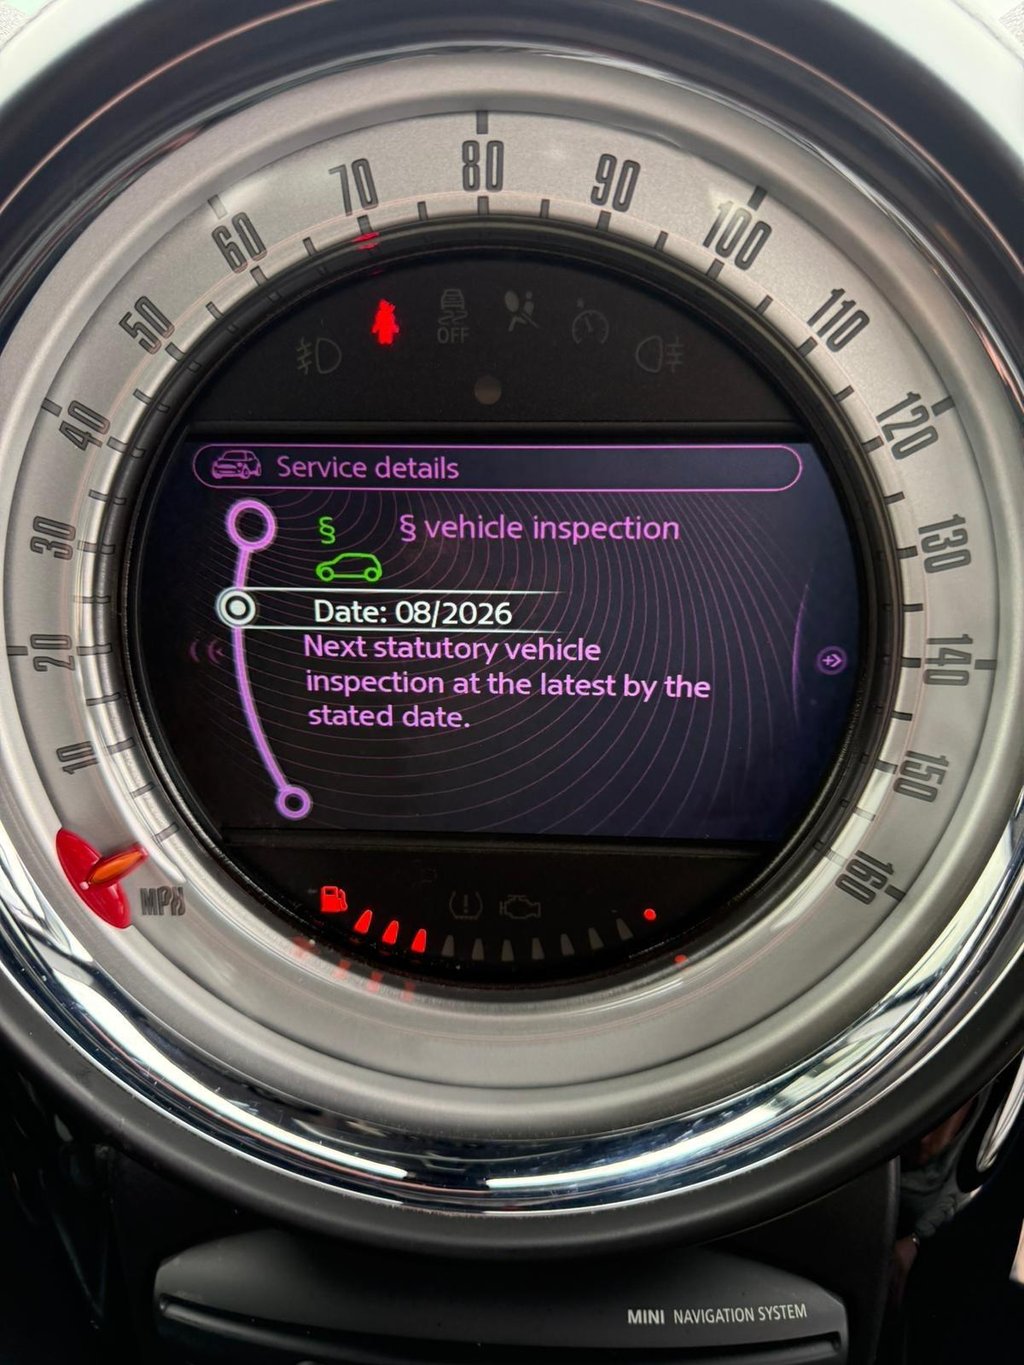 10
20
30
40
50
60
70
80
90
100
110
120
130
140
150
160
MPH
OFF
Service details
§
§ vehicle inspection
Date: 08/2026
Next statutory vehicle
inspection at the latest by the
stated date.
MINI NAVIGATION SYSTEM